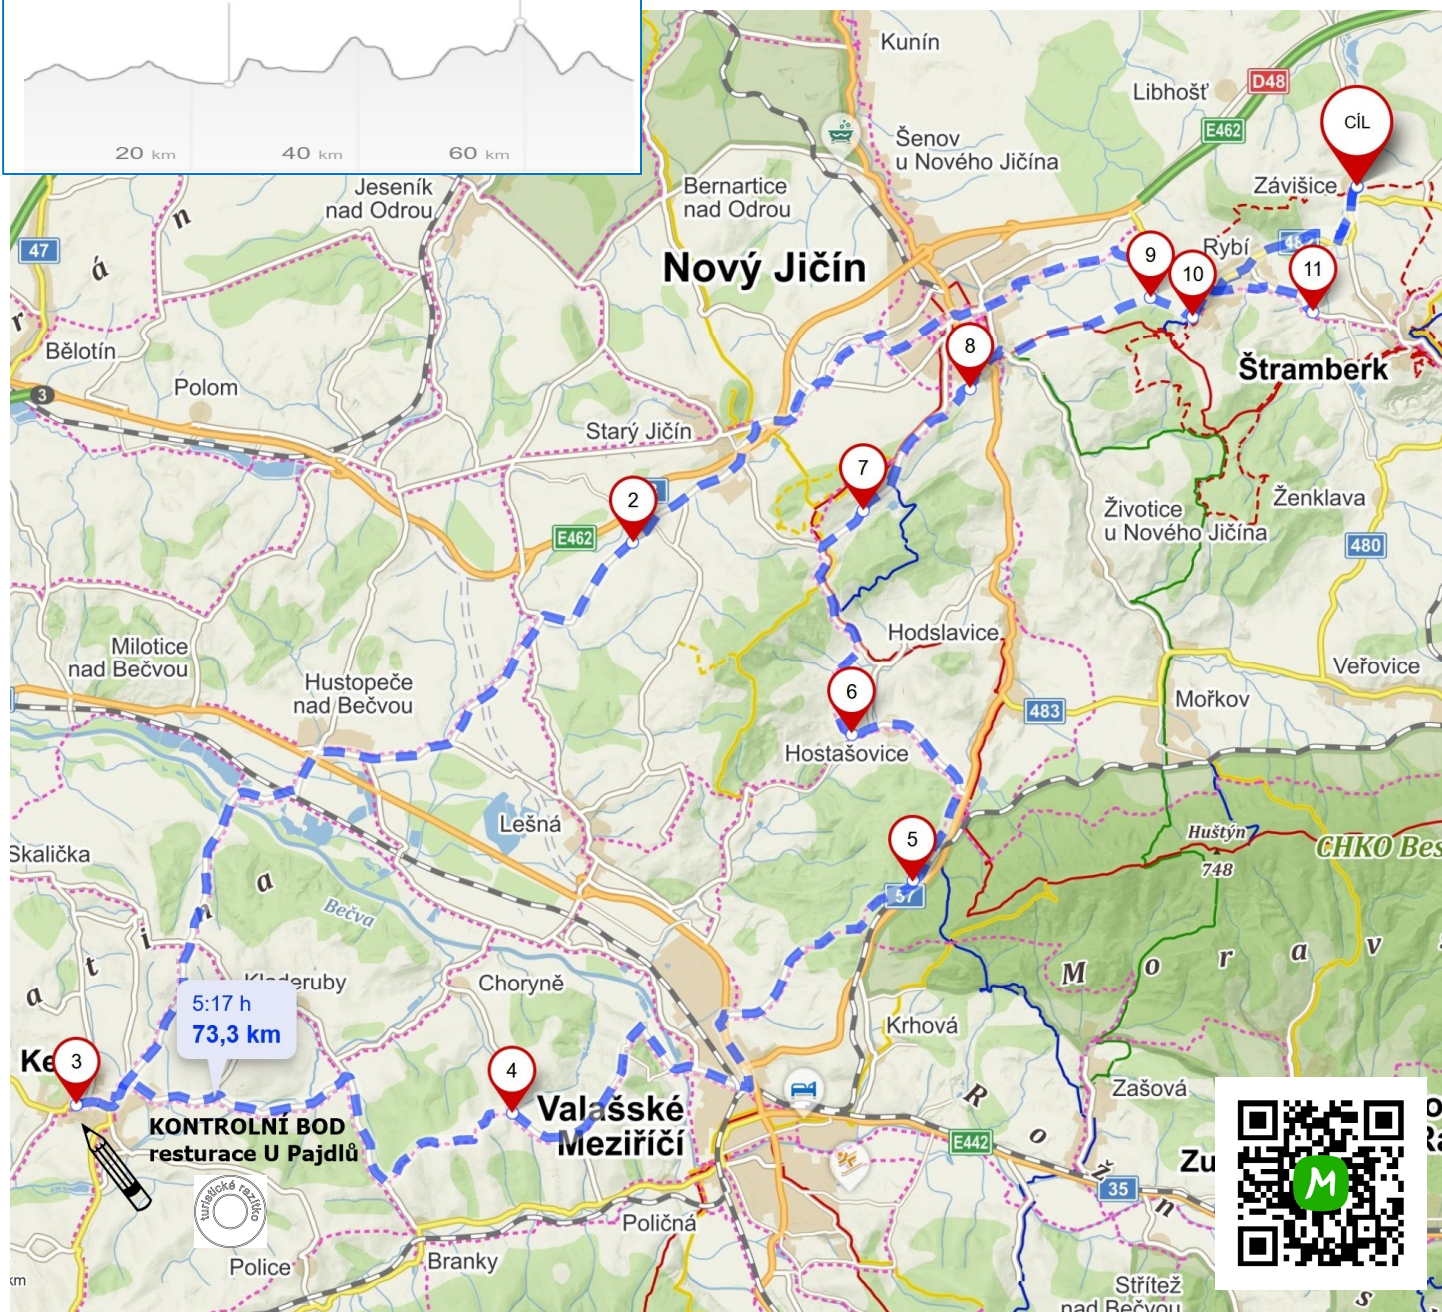 20 km
40 km
60 km
Kunín
Libhošť
D48
E462
CÍL
Šenov
u Nového Jičína
Závišice
Jeseník
nad Odrou
Bernartice
nad Odrou
47
Nový Jičín
Rybí
9
10
11
Bělotín
8
Polom
3
Štramberk
Starý Jičín
7
2
E462
Ženklava
Životice
u Nového Jičína
480
Hodslavice
Milotice
nad Bečvou
Veřovice
Hustopeče
nad Bečvou
6
483
Mořkov
Hostašovice
Lešná
5
Huštýn
748
CHKO Bes
Skalička
57
Bečva
M o r a v
Choryně
Kladeruby
5:17 h
73,3 km
Krhová
Ke
3
4
Zašová
Valašské
Meziříčí
KONTROLNÍ BOD
resturace U Pajdlů
turistické razítko
E442
R o ž n
Zu
35
Poličná
Police
Branky
Střítež
nad Bečvou
km